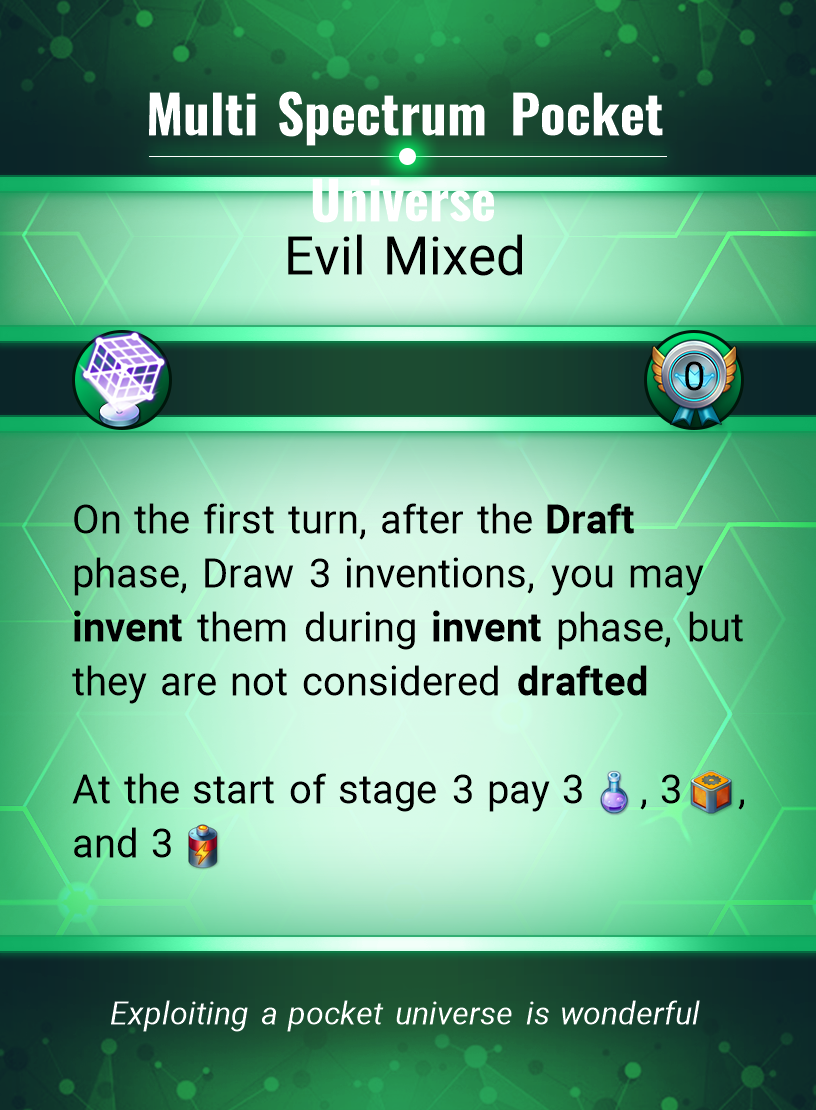 Multi Spectrum Pocket
Universe
Evil Mixed
0
On the first turn, after the Draft
phase, Draw 3 inventions, you may
invent them during invent phase, but
they are not considered drafted
At the start of stage 3 pay 3 , 3 ,
and 3
Exploiting a pocket universe is wonderful